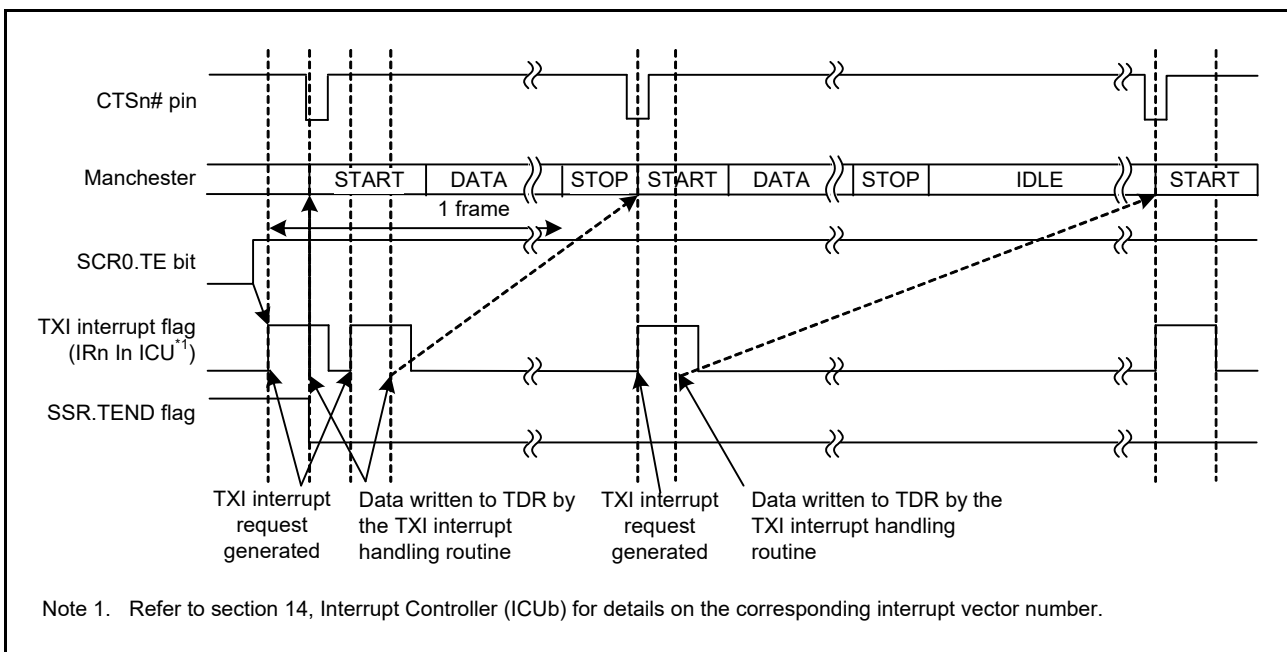 CTSn# pin
Manchester
START
DATA
STOP
START
DATA
STOP
IDLE
START
1 frame
SCR0.TE bit
TXI interrupt flag
(IRn In ICU*1)
SSR.TEND flag
TXI interrupt
request
generated
Data written to TDR by
the TXI interrupt
handling routine
TXI interrupt
request
generated
Data written to TDR by the
TXI interrupt handling
routine
Note 1. Refer to section 14, Interrupt Controller (ICUb) for details on the corresponding interrupt vector number.